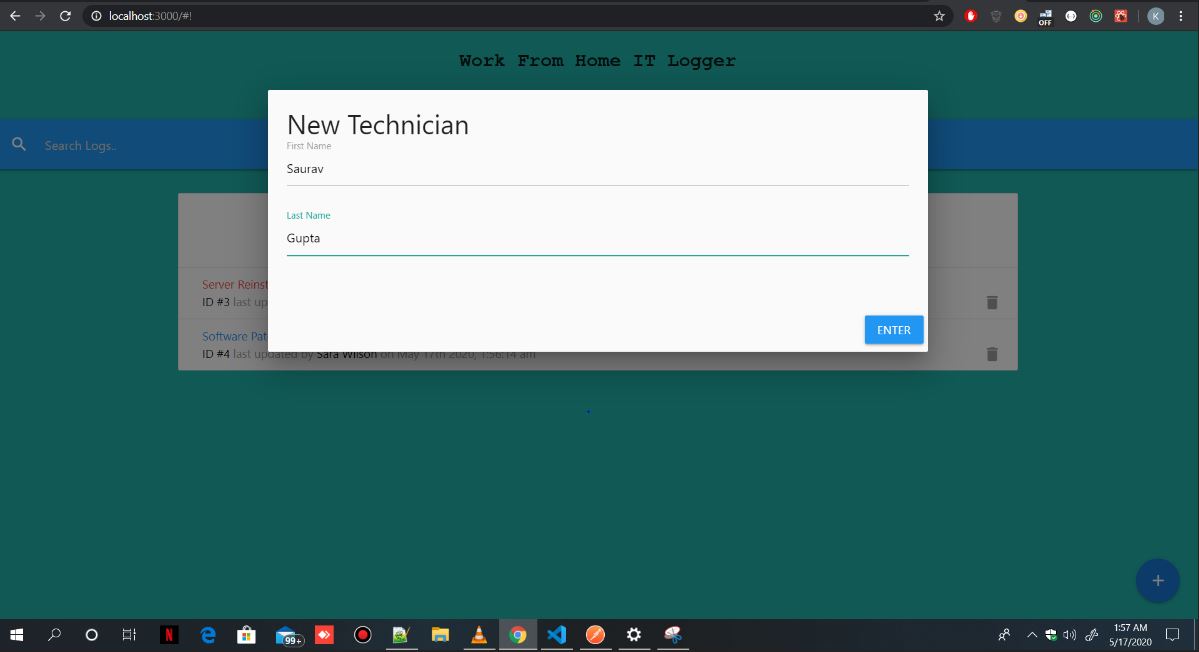 localhost:3000/#!
OFF
K
Work From Home IT Logger
Search Logs..
New Technician
First Name
Saurav
Last Name
Gupta
ENTER
Server Reinst
ID #3 last up
Software Pat
ID #4 last updated by Sara Wilson on May 17th 2020, 1:56:14 am
+
N
99+
1:57 AM
5/17/2020